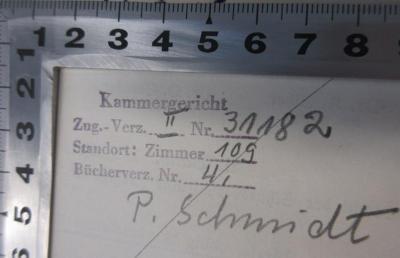 1 2 3 4 5 6 7 8
2
3
4
5
Kammergericht
Zug.-Verz. II Nr. 31182
Standort: Zimmer 109
Bücherverz. Nr. 4.
P. Schmidt